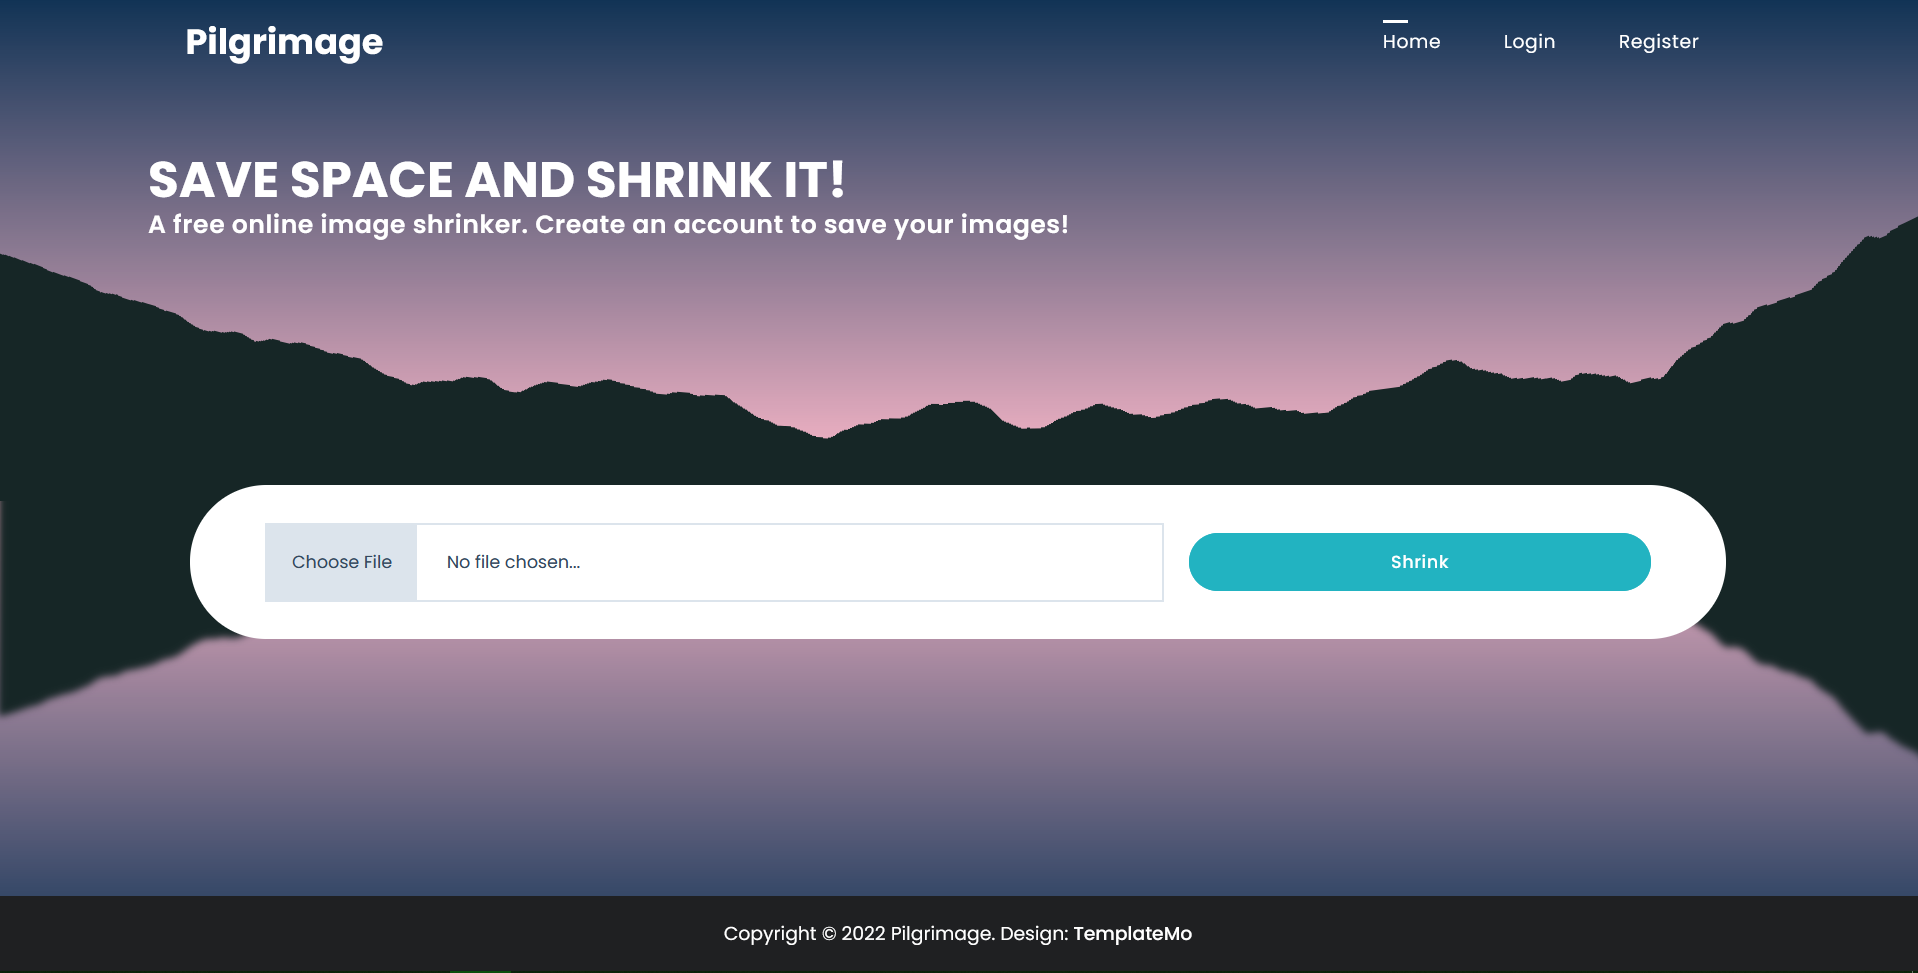 Pilgrimage
Home Login Register
SAVE SPACE AND SHRINK IT!
A free online image shrinker. Create an account to save your images!
Choose File No file chosen... Shrink
Copyright © 2022 Pilgrimage. Design: TemplateMo